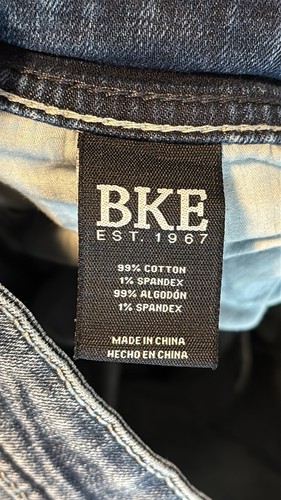 BKE
EST. 1967
99% COTTON
1% SPANDEX
99% ALGODÓN
1% SPANDEX
MADE IN CHINA
HECHO EN CHINA